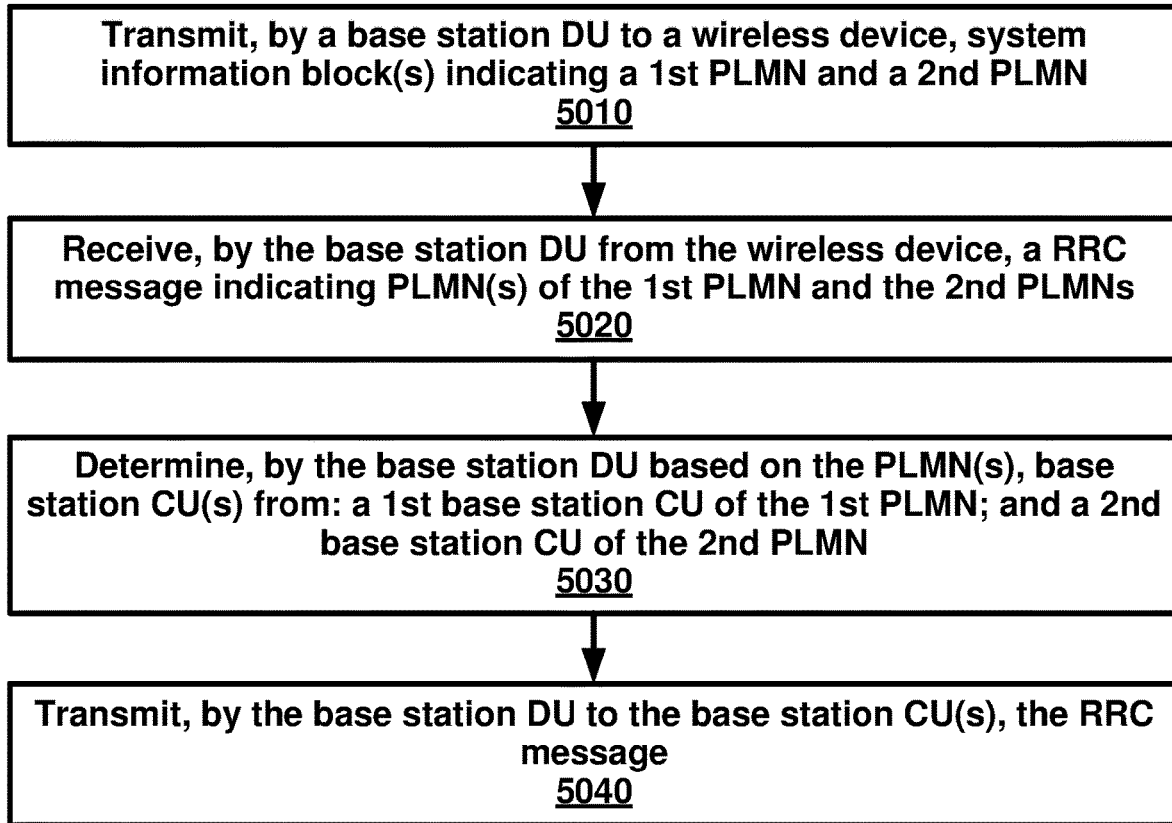 Transmit, by a base station DU to a wireless device, system
information block(s) indicating a 1st PLMN and a 2nd PLMN
5010
Receive, by the base station DU from the wireless device, a RRC
message indicating PLMN(s) of the 1st PLMN and the 2nd PLMNs
5020
Determine, by the base station DU based on the PLMN(s), base
station CU(s) from: a 1st base station CU of the 1st PLMN; and a 2nd
base station CU of the 2nd PLMN
5030
Transmit, by the base station DU to the base station CU(s), the RRC
message
5040